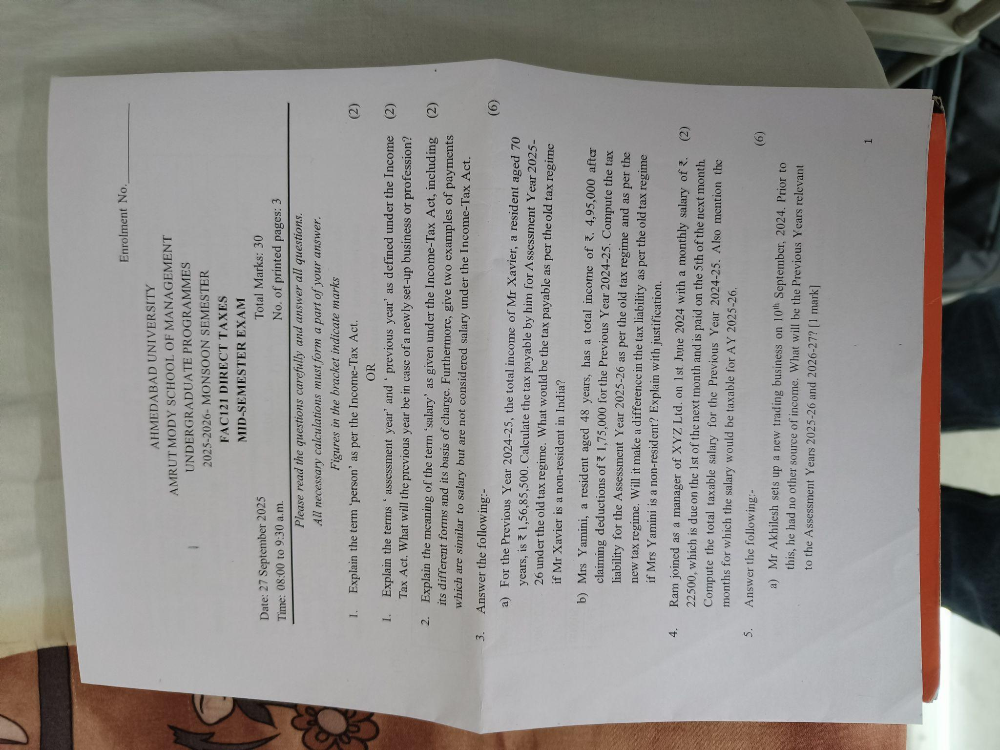 Enrolment No.__________
AHMEDABAD UNIVERSITY
AMRUT MODY SCHOOL OF MANAGEMENT
UNDERGRADUATE PROGRAMMES
2025-2026- MONSOON SEMESTER
FAC121 DIRECT TAXES
MID-SEMESTER EXAM
Date: 27 September 2025 Total Marks: 30
Time: 08:00 to 9:30 a.m. No. of printed pages: 3
Please read the questions carefully and answer all questions.
All necessary calculations must form a part of your answer.
Figures in the bracket indicate marks
1. Explain the term ‘person’ as per the Income-Tax Act. (2)
OR
1. Explain the terms ‘ assessment year’ and ‘ previous year’ as defined under the Income (2)
Tax Act. What will the previous year be in case of a newly set-up business or profession?
2. Explain the meaning of the term ‘salary’ as given under the Income-Tax Act, including (2)
its different forms and its basis of charge. Furthermore, give two examples of payments
which are similar to salary but are not considered salary under the Income-Tax Act.
3. Answer the following:- (6)
a) For the Previous Year 2024-25, the total income of Mr Xavier, a resident aged 70
years, is ₹ 1,56,85,500. Calculate the tax payable by him for Assessment Year 2025-
26 under the old tax regime. What would be the tax payable as per the old tax regime
if Mr Xavier is a non-resident in India?
b) Mrs Yamini, a resident aged 48 years, has a total income of ₹. 4,95,000 after
claiming deductions of ₹ 1,75,000 for the Previous Year 2024-25. Compute the tax
liability for the Assessment Year 2025-26 as per the old tax regime and as per the
new tax regime. Will it make a difference in the tax liability as per the old tax regime
if Mrs Yamini is a non-resident? Explain with justification.
4. Ram joined as a manager of XYZ Ltd. on 1st. June 2024 with a monthly salary of ₹. (2)
22500, which is due on the 1st of the next month and is paid on the 5th of the next month.
Compute the total taxable salary for the Previous Year 2024-25. Also mention the
months for which the salary would be taxable for AY 2025-26.
5. Answer the following:- (6)
a) Mr Akhilesh sets up a new trading business on 10th September, 2024. Prior to
this, he had no other source of income. What will be the Previous Years relevant
to the Assessment Years 2025-26 and 2026-27? [1 mark]
1